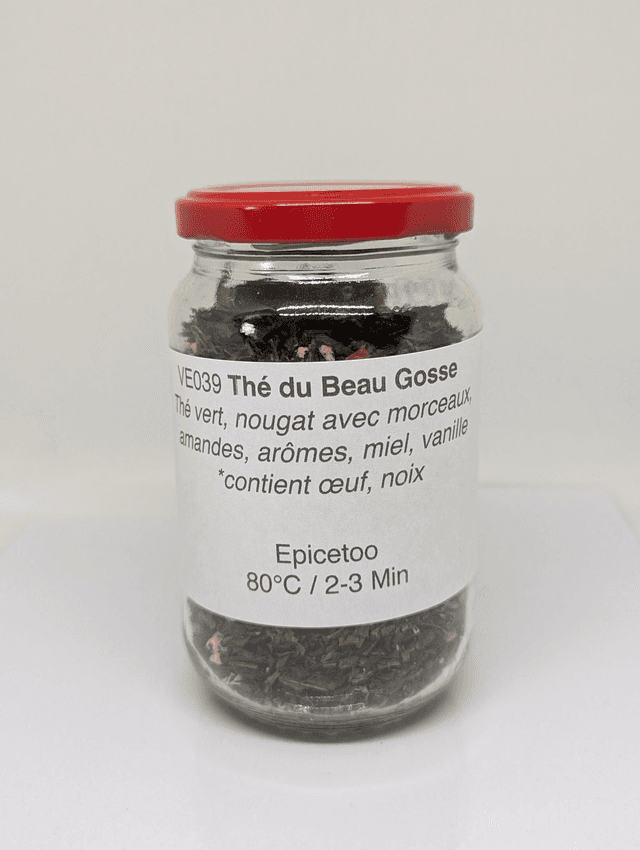 VE039 Thé du Beau Gosse
Thé vert, nougat avec morceaux,
amandes, arômes, miel, vanille
*contient œuf, noix
Epicetoo
80°C / 2-3 Min